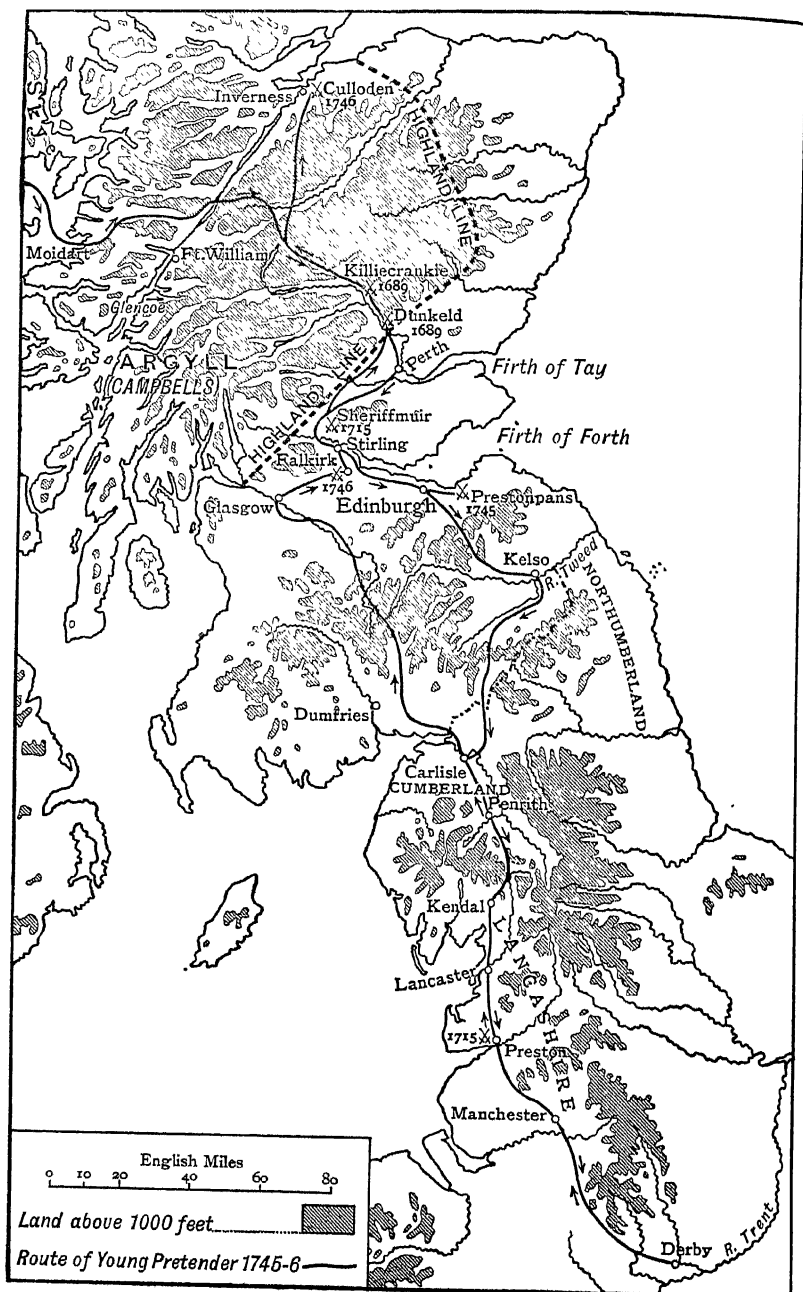 SEA
Inverness
Culloden
1746
HIGHLAND LINE
Moidart
Ft. William
Killiecrankie
1689
Glencoe
Dunkeld
1689
ARGYLL
(CAMPBELLS)
Perth
Firth of Tay
HIGHLAND LINE
Sheriffmuir
1715
Stirling
Firth of Forth
Falkirk
1746
Glasgow
Edinburgh
Prestonpans
1745
Kelso
R. Tweed
NORTHUMBERLAND
Dumfries
Carlisle
CUMBERLAND
Penrith
Kendal
LANCASHIRE
Lancaster
1715
Preston
Manchester
Derby
R. Trent
English Miles
0 10 20 40 60 80
Land above 1000 feet
Route of Young Pretender 1745-6